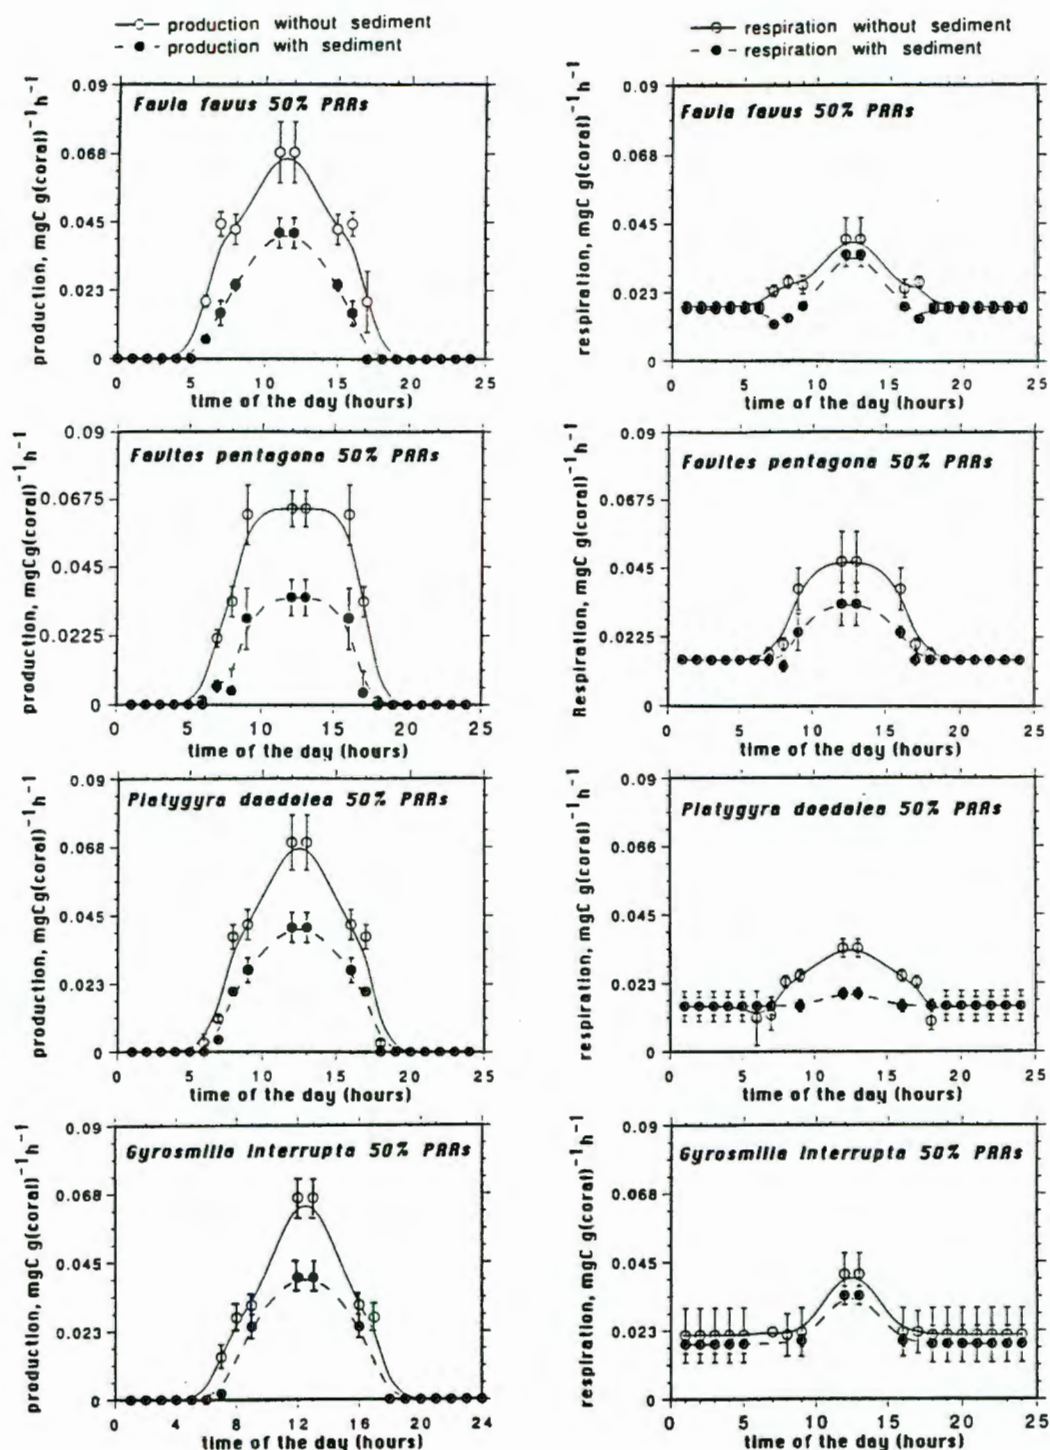 production without sediment
production with sediment
respiration without sediment
respiration with sediment
Favia favus 50% PARs
production, mgC g(coral)⁻¹h⁻¹
0.09
0.068
0.045
0.023
0
0 5 10 15 20 25
time of the day (hours)
Favia favus 50% PARs
respiration, mgC g(coral)⁻¹h⁻¹
0.09
0.068
0.045
0.023
0
0 5 10 15 20 25
time of the day (hours)
Favites pentagona 50% PARs
production, mgCg(coral)⁻¹h⁻¹
0.09
0.0675
0.045
0.0225
0
0 5 10 15 20 25
time of the day (hours)
Favites pentagona 50% PARs
Respiration, mgC g(coral)⁻¹h⁻¹
0.09
0.0675
0.045
0.0225
0
0 5 10 15 20 25
time of the day (hours)
Platygyra daedalea 50% PARs
production, mgCg(coral)⁻¹h⁻¹
0.09
0.068
0.045
0.023
0
0 5 10 15 20 25
time of the day (hours)
Platygyra daedalea 50% PARs
respiration, mgC g(coral)⁻¹h⁻¹
0.09
0.066
0.045
0.023
0
0 5 10 15 20 25
time of the day (hours)
Gyrosmilia interrupta 50% PARs
production, mgC g(coral)⁻¹h⁻¹
0.09
0.068
0.045
0.023
0
0 4 8 12 16 20 24
time of the day (hours)
Gyrosmilia interrupta 50% PARs
respiration, mgC g(coral)⁻¹h⁻¹
0.09
0.068
0.045
0.023
0
0 5 10 15 20 25
time of the day (hours)